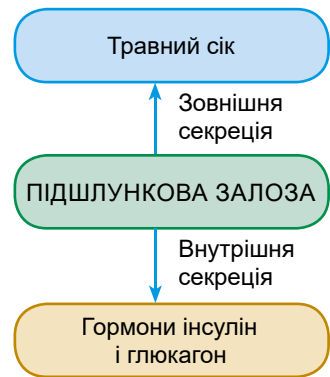 Травний сік
Зовнішня
секреція
ПІДШЛУНКОВА ЗАЛОЗА
Внутрішня
секреція
Гормони інсулін
і глюкагон